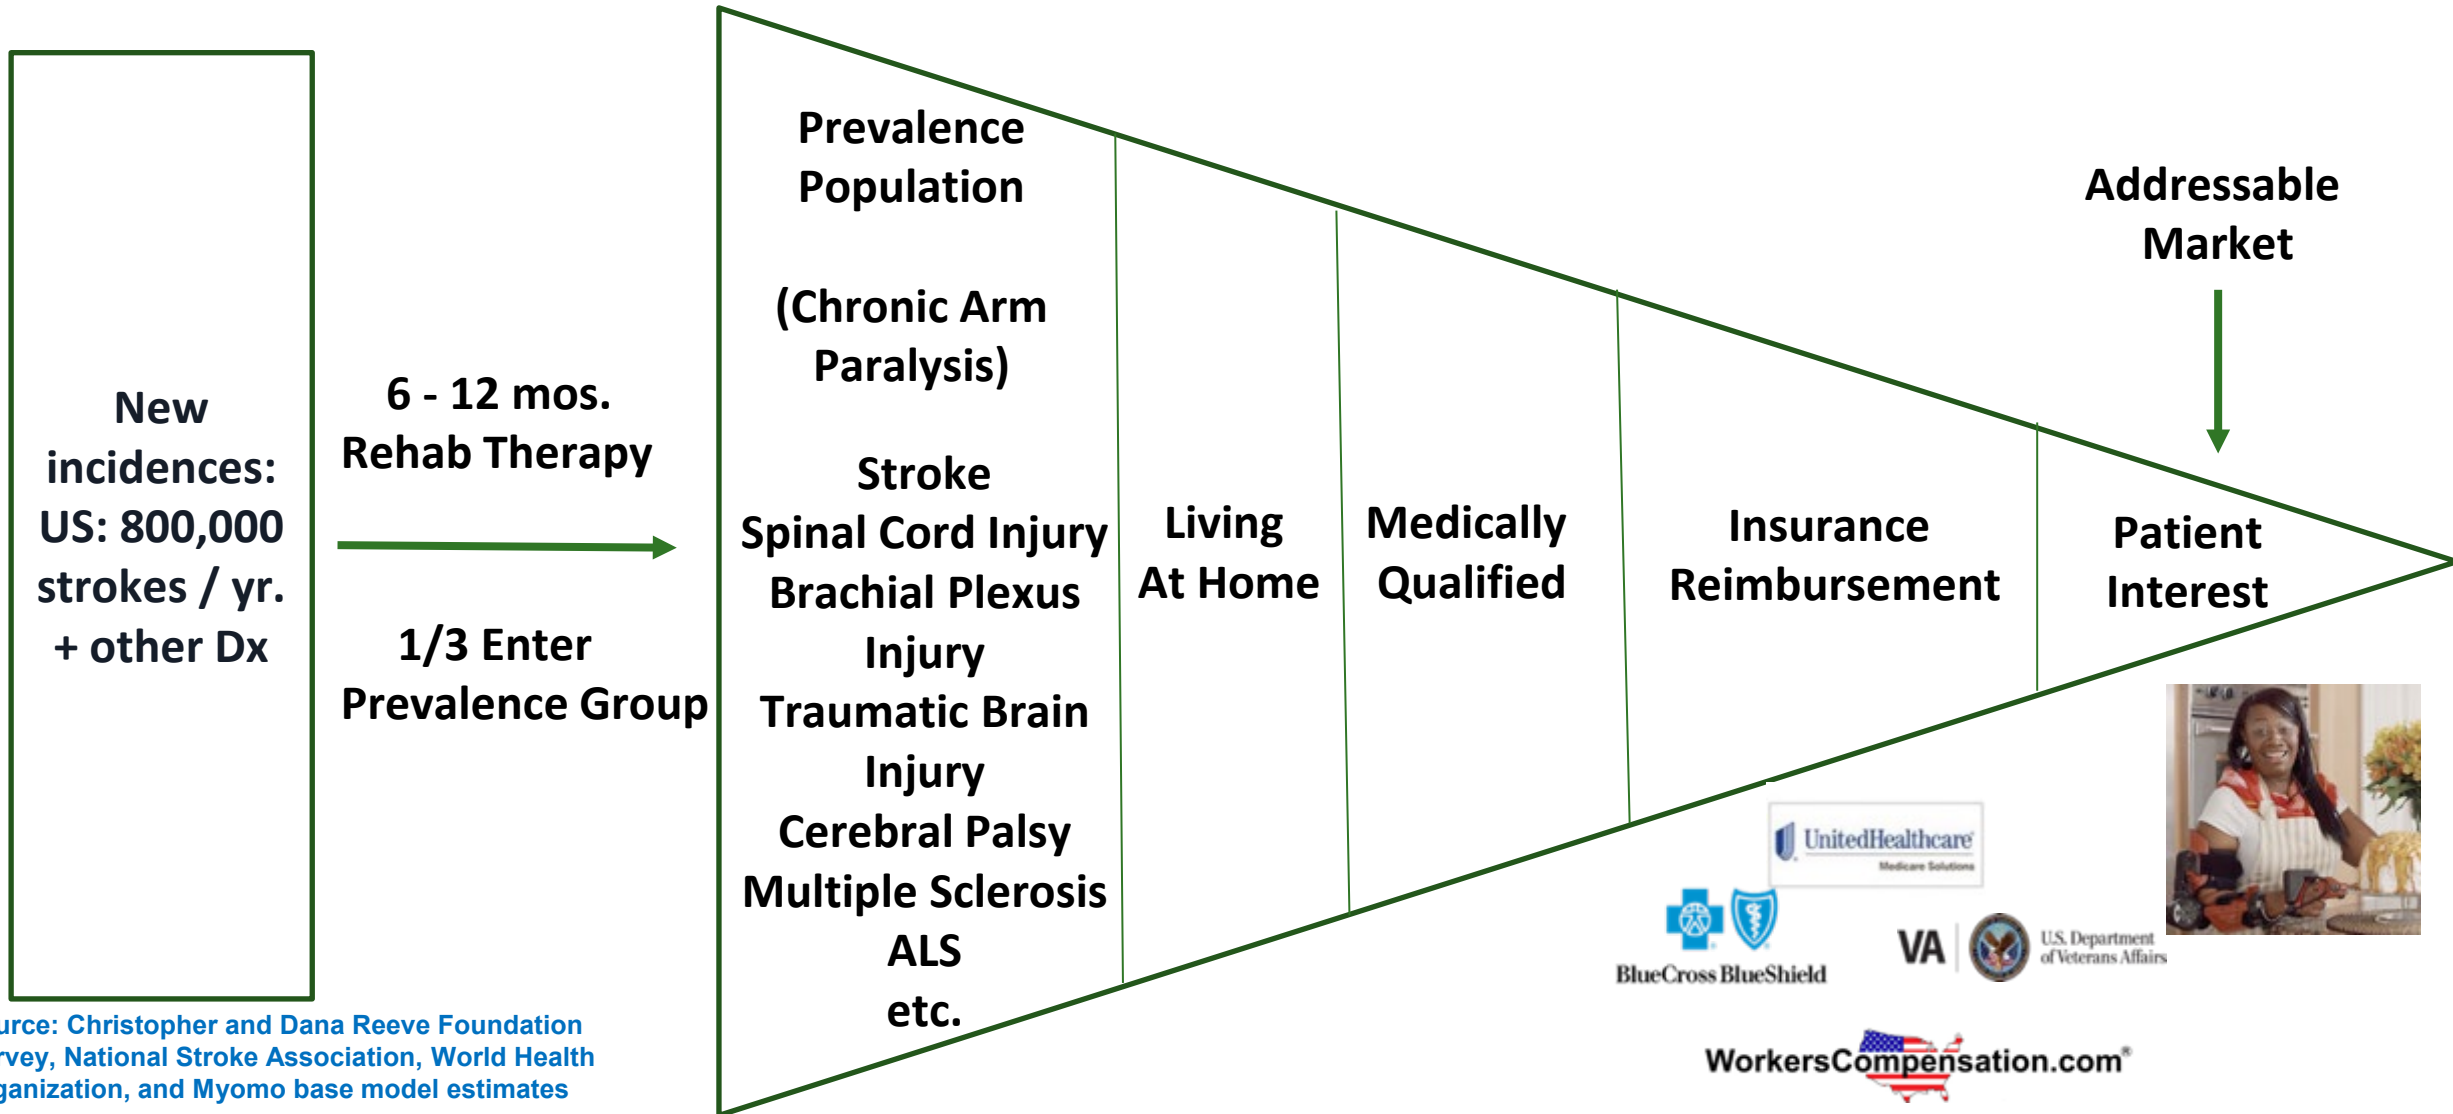 New
incidences:
US: 800,000
strokes / yr.
+ other Dx
6 - 12 mos.
Rehab Therapy
1/3 Enter
Prevalence Group
Prevalence
Population
(Chronic Arm
Paralysis)
Stroke
Spinal Cord Injury
Brachial Plexus
Injury
Traumatic Brain
Injury
Cerebral Palsy
Multiple Sclerosis
ALS
etc.
Living
At Home
Medically
Qualified
Insurance
Reimbursement
Addressable
Market
Patient
Interest
UnitedHealthcare
Medicare Solutions
BlueCross BlueShield
VA
U.S. Department
of Veterans Affairs
WorkersCompensation.com®
urce: Christopher and Dana Reeve Foundation
rvey, National Stroke Association, World Health
ganization, and Myomo base model estimates